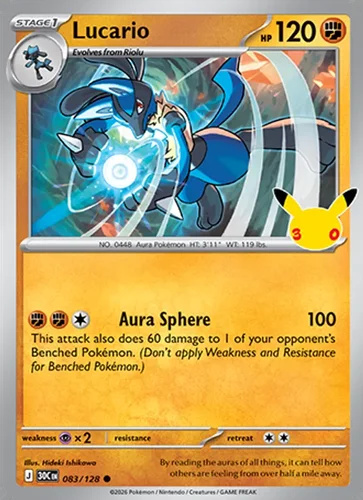 STAGE 1
Lucario
HP 120
Evolves from Riolu
30
NO. 0448 Aura Pokémon HT: 3'11" WT: 119 lbs.
Aura Sphere 100
This attack also does 60 damage to 1 of your opponent's
Benched Pokémon. (Don't apply Weakness and Resistance
for Benched Pokémon.)
weakness ×2 resistance retreat
Illus. Hideki Ishikawa
J 30C EN 083/128
By reading the auras of all things, it can tell how
others are feeling from over half a mile away.
©2026 Pokémon / Nintendo / Creatures / GAME FREAK